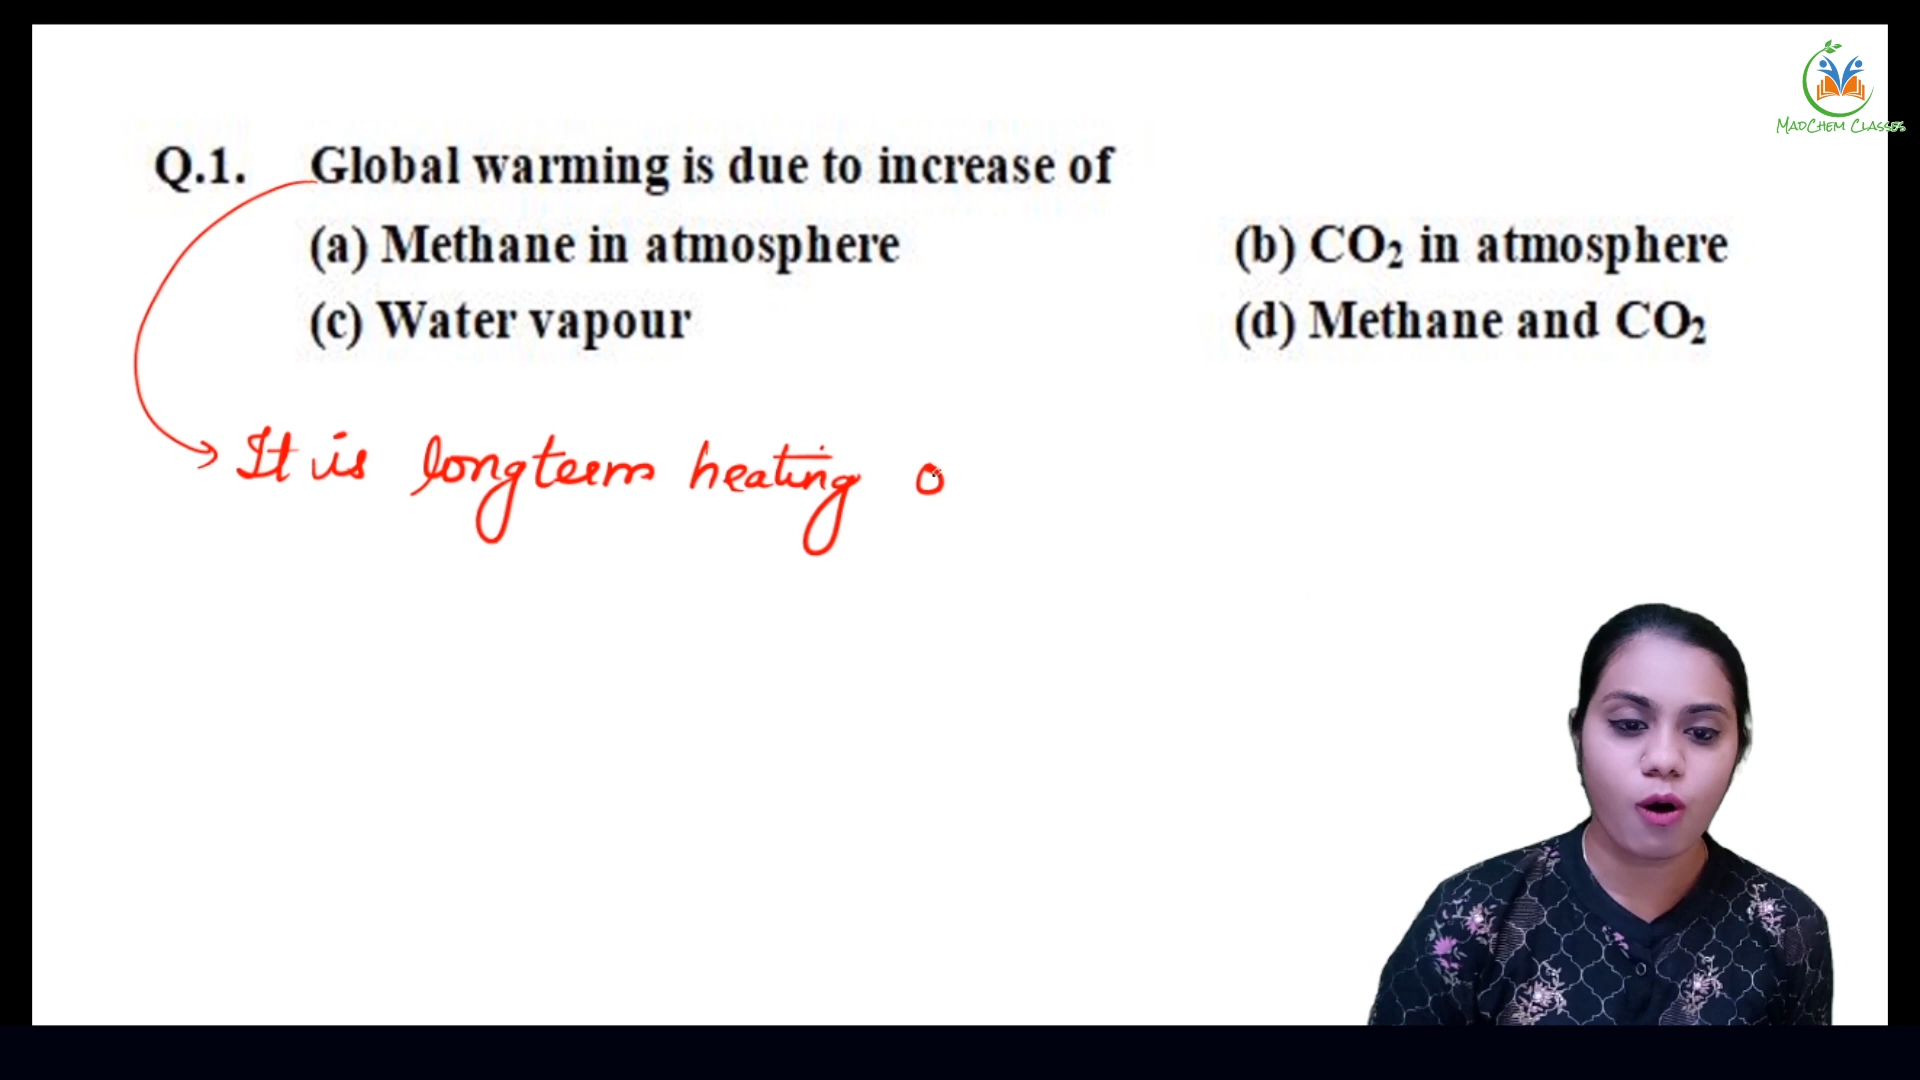 MADCHEM CLASSES
Q.1. Global warming is due to increase of
(a) Methane in atmosphere (b) CO₂ in atmosphere
(c) Water vapour (d) Methane and CO₂
It is longterm heating o